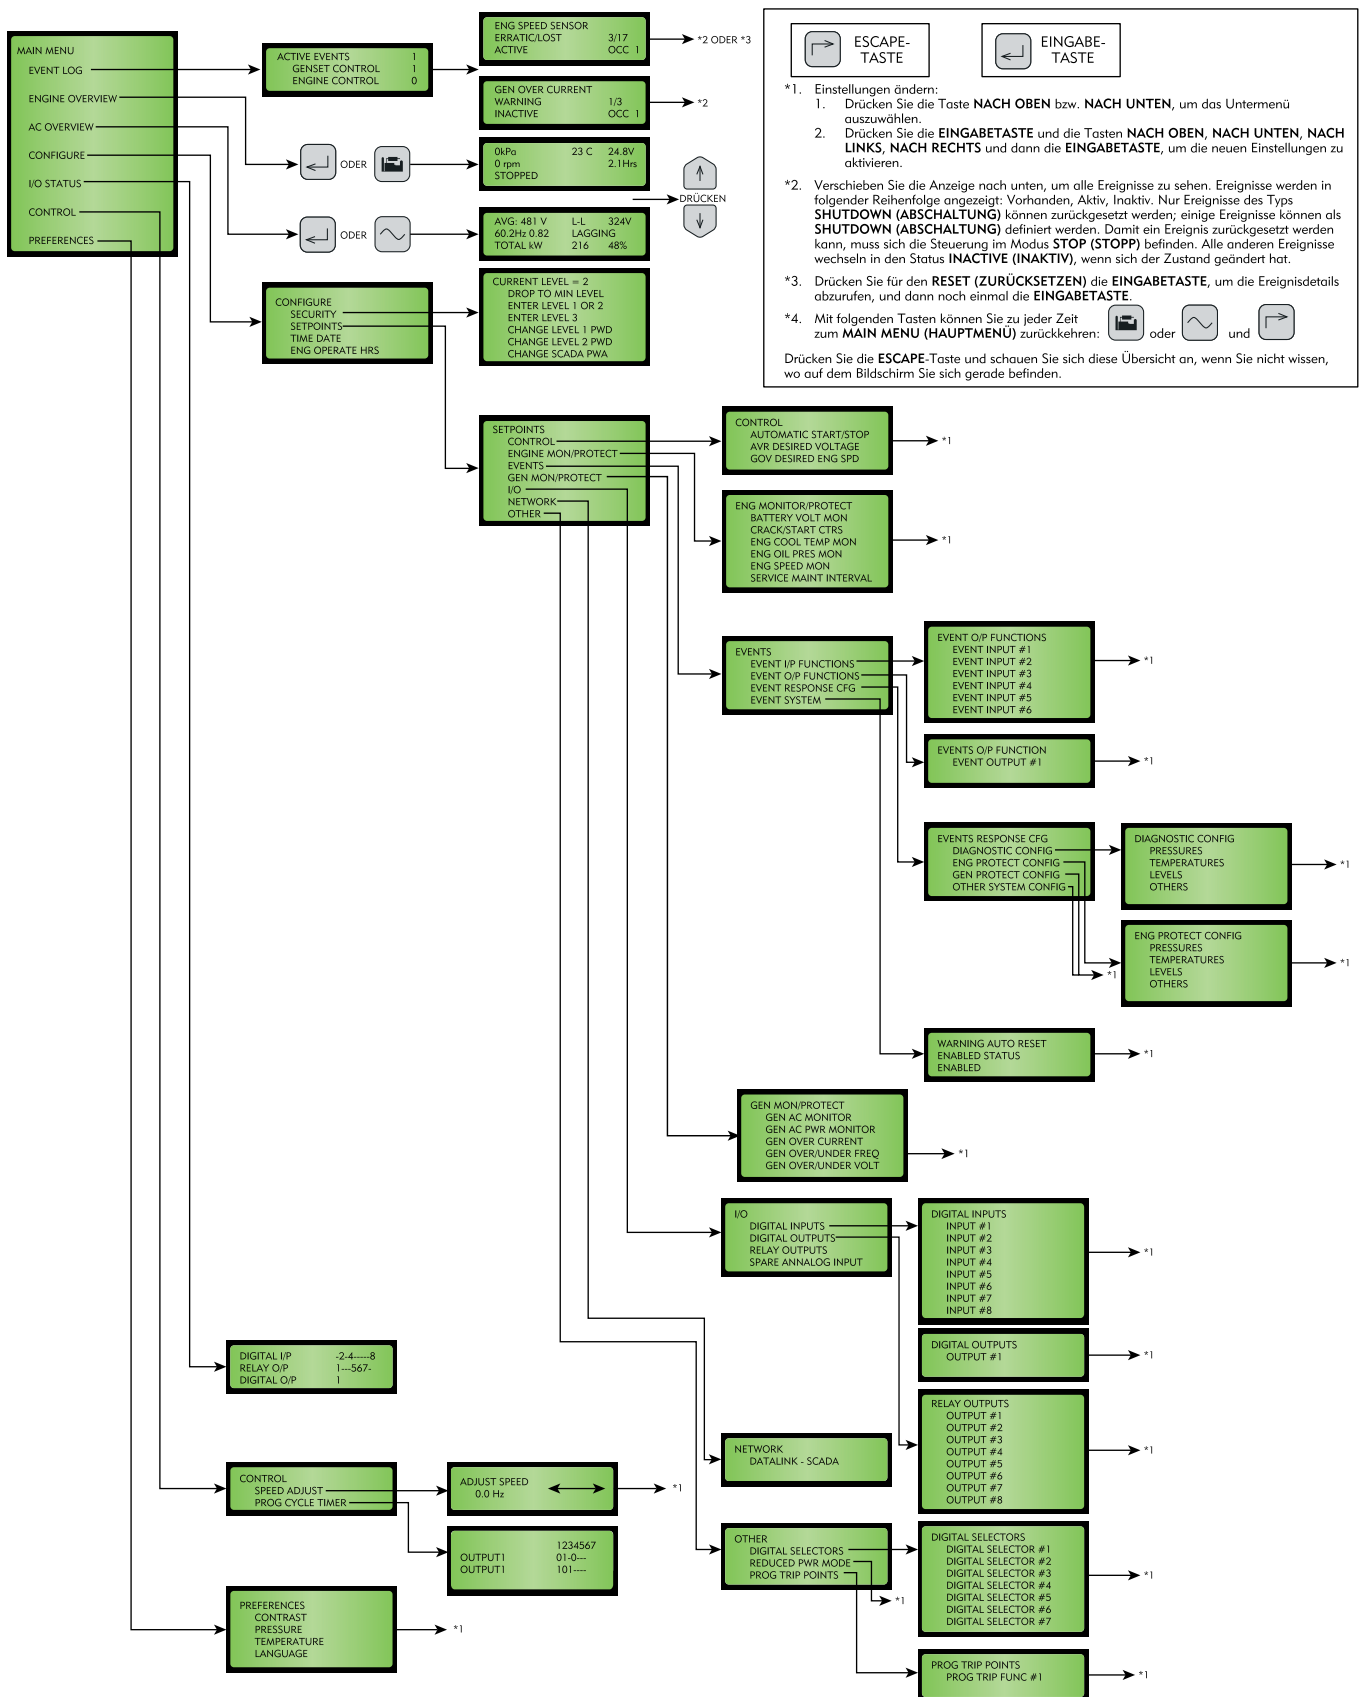 MAIN MENU
EVENT LOG
ENGINE OVERVIEW
AC OVERVIEW
CONFIGURE
I/O STATUS
CONTROL
PREFERENCES
ACTIVE EVENTS 1
GENSET CONTROL 1
ENGINE CONTROL 0
ENG SPEED SENSOR
ERRATIC/LOST 3/17
ACTIVE OCC 1
*2 ODER *3
GEN OVER CURRENT
WARNING 1/3
INACTIVE OCC 1
*2
ODER
0kPa 23 C 24.8V
0 rpm 2.1Hrs
STOPPED
DRÜCKEN
ODER
AVG: 481 V L-L 324V
60.2Hz 0.82 LAGGING
TOTAL kW 216 48%
CONFIGURE
SECURITY
SETPOINTS
TIME DATE
ENG OPERATE HRS
CURRENT LEVEL = 2
DROP TO MIN LEVEL
ENTER LEVEL 1 OR 2
ENTER LEVEL 3
CHANGE LEVEL 1 PWD
CHANGE LEVEL 2 PWD
CHANGE SCADA PWA
ESCAPE-
TASTE
EINGABE-
TASTE
*1. Einstellungen ändern:
1. Drücken Sie die Taste NACH OBEN bzw. NACH UNTEN, um das Untermenü
auszuwählen.
2. Drücken Sie die EINGABETASTE und die Tasten NACH OBEN, NACH UNTEN, NACH
LINKS, NACH RECHTS und dann die EINGABETASTE, um die neuen Einstellungen zu
aktivieren.
*2. Verschieben Sie die Anzeige nach unten, um alle Ereignisse zu sehen. Ereignisse werden in
folgender Reihenfolge angezeigt: Vorhanden, Aktiv, Inaktiv. Nur Ereignisse des Typs
SHUTDOWN (ABSCHALTUNG) können zurückgesetzt werden; einige Ereignisse können als
SHUTDOWN (ABSCHALTUNG) definiert werden. Damit ein Ereignis zurückgesetzt werden
kann, muss sich die Steuerung im Modus STOP (STOPP) befinden. Alle anderen Ereignisse
wechseln in den Status INACTIVE (INAKTIV), wenn sich der Zustand geändert hat.
*3. Drücken Sie für den RESET (ZURÜCKSETZEN) die EINGABETASTE, um die Ereignisdetails
abzurufen, und dann noch einmal die EINGABETASTE.
*4. Mit folgenden Tasten können Sie zu jeder Zeit
zum MAIN MENU (HAUPTMENÜ) zurückkehren: oder und
Drücken Sie die ESCAPE-Taste und schauen Sie sich diese Übersicht an, wenn Sie nicht wissen,
wo auf dem Bildschirm Sie sich gerade befinden.
SETPOINTS
CONTROL
ENGINE MON/PROTECT
EVENTS
GEN MON/PROTECT
I/O
NETWORK
OTHER
CONTROL
AUTOMATIC START/STOP
AVR DESIRED VOLTAGE
GOV DESIRED ENG SPD
*1
ENG MONITOR/PROTECT
BATTERY VOLT MON
CRACK/START CTRS
ENG COOL TEMP MON
ENG OIL PRES MON
ENG SPEED MON
SERVICE MAINT INTERVAL
*1
EVENTS
EVENT I/P FUNCTIONS
EVENT O/P FUNCTIONS
EVENT RESPONSE CFG
EVENT SYSTEM
EVENT O/P FUNCTIONS
EVENT INPUT #1
EVENT INPUT #2
EVENT INPUT #3
EVENT INPUT #4
EVENT INPUT #5
EVENT INPUT #6
*1
EVENTS O/P FUNCTION
EVENT OUTPUT #1
*1
EVENTS RESPONSE CFG
DIAGNOSTIC CONFIG
ENG PROTECT CONFIG
GEN PROTECT CONFIG
OTHER SYSTEM CONFIG
DIAGNOSTIC CONFIG
PRESSURES
TEMPERATURES
LEVELS
OTHERS
*1
ENG PROTECT CONFIG
PRESSURES
TEMPERATURES
LEVELS
OTHERS
*1
*1
WARNING AUTO RESET
ENABLED STATUS
ENABLED
*1
GEN MON/PROTECT
GEN AC MONITOR
GEN AC PWR MONITOR
GEN OVER CURRENT
GEN OVER/UNDER FREQ
GEN OVER/UNDER VOLT
*1
I/O
DIGITAL INPUTS
DIGITAL OUTPUTS
RELAY OUTPUTS
SPARE ANNALOG INPUT
DIGITAL INPUTS
INPUT #1
INPUT #2
INPUT #3
INPUT #4
INPUT #5
INPUT #6
INPUT #7
INPUT #8
*1
DIGITAL OUTPUTS
OUTPUT #1
*1
RELAY OUTPUTS
OUTPUT #1
OUTPUT #2
OUTPUT #3
OUTPUT #4
OUTPUT #5
OUTPUT #6
OUTPUT #7
OUTPUT #8
*1
DIGITAL I/P -2-4-----8
RELAY O/P 1---567-
DIGITAL O/P 1
NETWORK
DATALINK - SCADA
CONTROL
SPEED ADJUST
PROG CYCLE TIMER
ADJUST SPEED
0.0 Hz
*1
1234567
OUTPUT1 01-0---
OUTPUT1 101----
OTHER
DIGITAL SELECTORS
REDUCED PWR MODE
PROG TRIP POINTS
*1
DIGITAL SELECTORS
DIGITAL SELECTOR #1
DIGITAL SELECTOR #2
DIGITAL SELECTOR #3
DIGITAL SELECTOR #4
DIGITAL SELECTOR #5
DIGITAL SELECTOR #6
DIGITAL SELECTOR #7
*1
PREFERENCES
CONTRAST
PRESSURE
TEMPERATURE
LANGUAGE
*1
PROG TRIP POINTS
PROG TRIP FUNC #1
*1